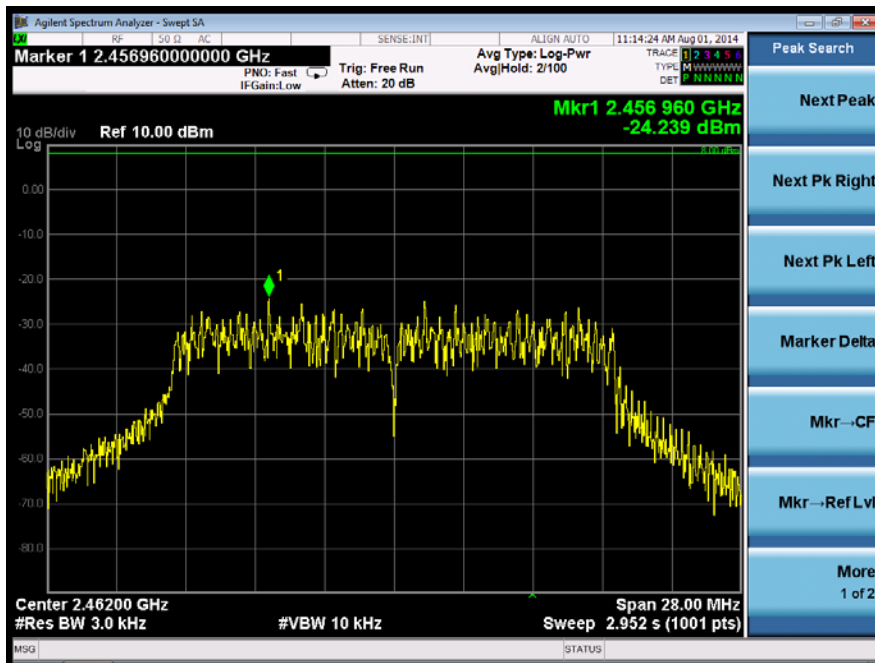 Agilent Spectrum Analyzer - Swept SA
LXI RF 50 Ω AC SENSE:INT ALIGN AUTO 11:14:24 AM Aug 01, 2014
Marker 1 2.456960000000 GHz
PNO: Fast
IFGain:Low
Trig: Free Run
Atten: 20 dB
Avg Type: Log-Pwr
Avg|Hold: 2/100
TRACE 1 2 3 4 5 6
TYPE M WWWWW
DET P N N N N N
Mkr1 2.456 960 GHz
-24.239 dBm
10 dB/div Ref 10.00 dBm
Log
8.00 dBm
0.00
-10.0
1
-20.0
-30.0
-40.0
-50.0
-60.0
-70.0
-80.0
Center 2.46200 GHz Span 28.00 MHz
#Res BW 3.0 kHz #VBW 10 kHz Sweep 2.952 s (1001 pts)
MSG STATUS
Peak Search
Next Peak
Next Pk Right
Next Pk Left
Marker Delta
Mkr→CF
Mkr→Ref Lvl
More
1 of 2